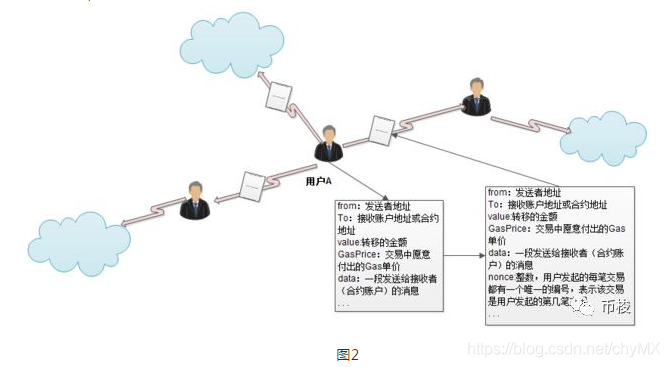 用户A
from：发送者地址
To：接收账户地址或合约
地址
value:转移的金额
GasPrice：交易中愿意
付出的Gas单价
data：一段发送给接收者
（合约账户）的消息
...
from：发送者地址
To：接收账户地址或合约地址
value:转移的金额
GasPrice：交易中愿意付出的Gas
单价
data：一段发送给接收者（合约账
户）的消息
nonce:整数，用户发起的每笔交易
都有一个唯一的编号，表示该交易
是用户发起的第几笔
...
币栈
图2
https://blog.csdn.net/chyMX